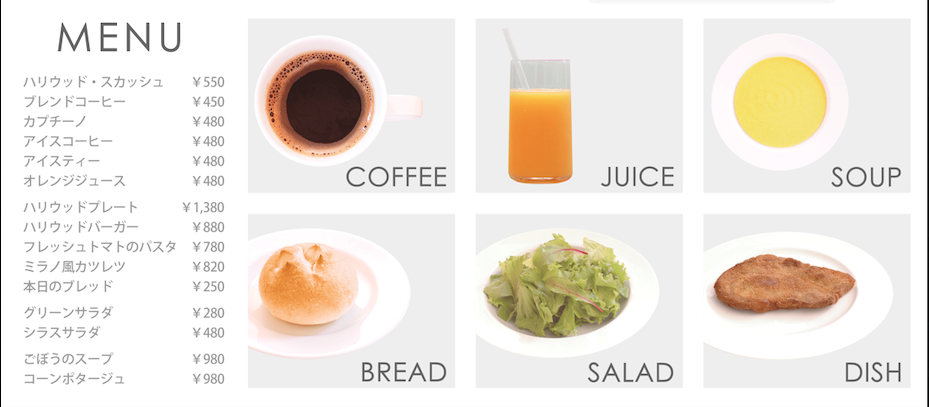 MENU
ハリウッド・スカッシュ ￥550
ブレンドコーヒー ￥450
カプチーノ ￥480
アイスコーヒー ￥480
アイスティー ￥480
オレンジジュース ￥480
ハリウッドプレート ￥1,380
ハリウッドバーガー ￥880
フレッシュトマトのパスタ ￥780
ミラノ風カツレツ ￥820
本日のブレッド ￥250
グリーンサラダ ￥280
シラスサラダ ￥480
ごぼうのスープ ￥980
コーンポタージュ ￥980
COFFEE
JUICE
SOUP
BREAD
SALAD
DISH